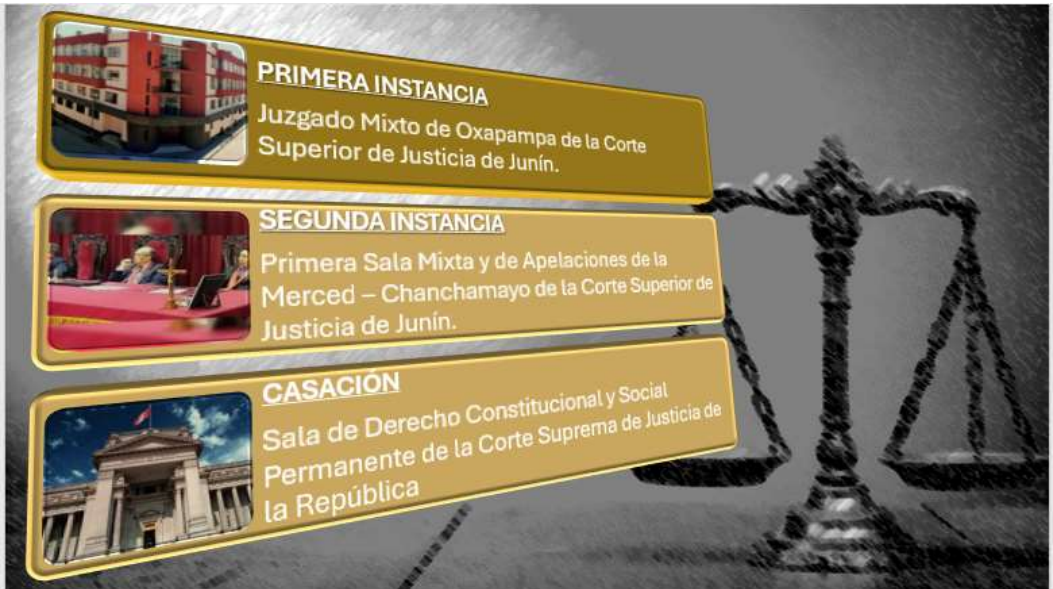 PRIMERA INSTANCIA
Juzgado Mixto de Oxapampa de la Corte
Superior de Justicia de Junín.
SEGUNDA INSTANCIA
Primera Sala Mixta y de Apelaciones de la
Merced – Chanchamayo de la Corte Superior de
Justicia de Junín.
CASACIÓN
Sala de Derecho Constitucional y Social
Permanente de la Corte Suprema de Justicia de
la República